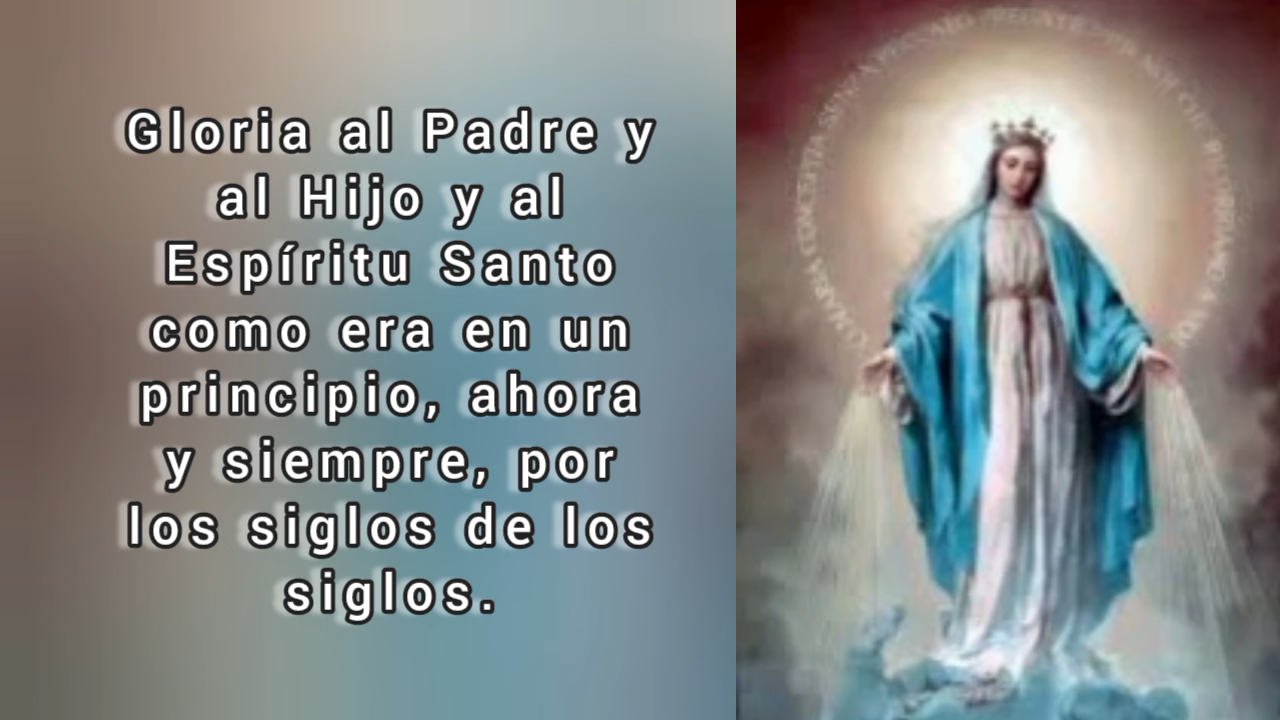 Gloria al Padre y
al Hijo y al
Espíritu Santo
como era en un
principio, ahora
y siempre, por
los siglos de los
siglos.